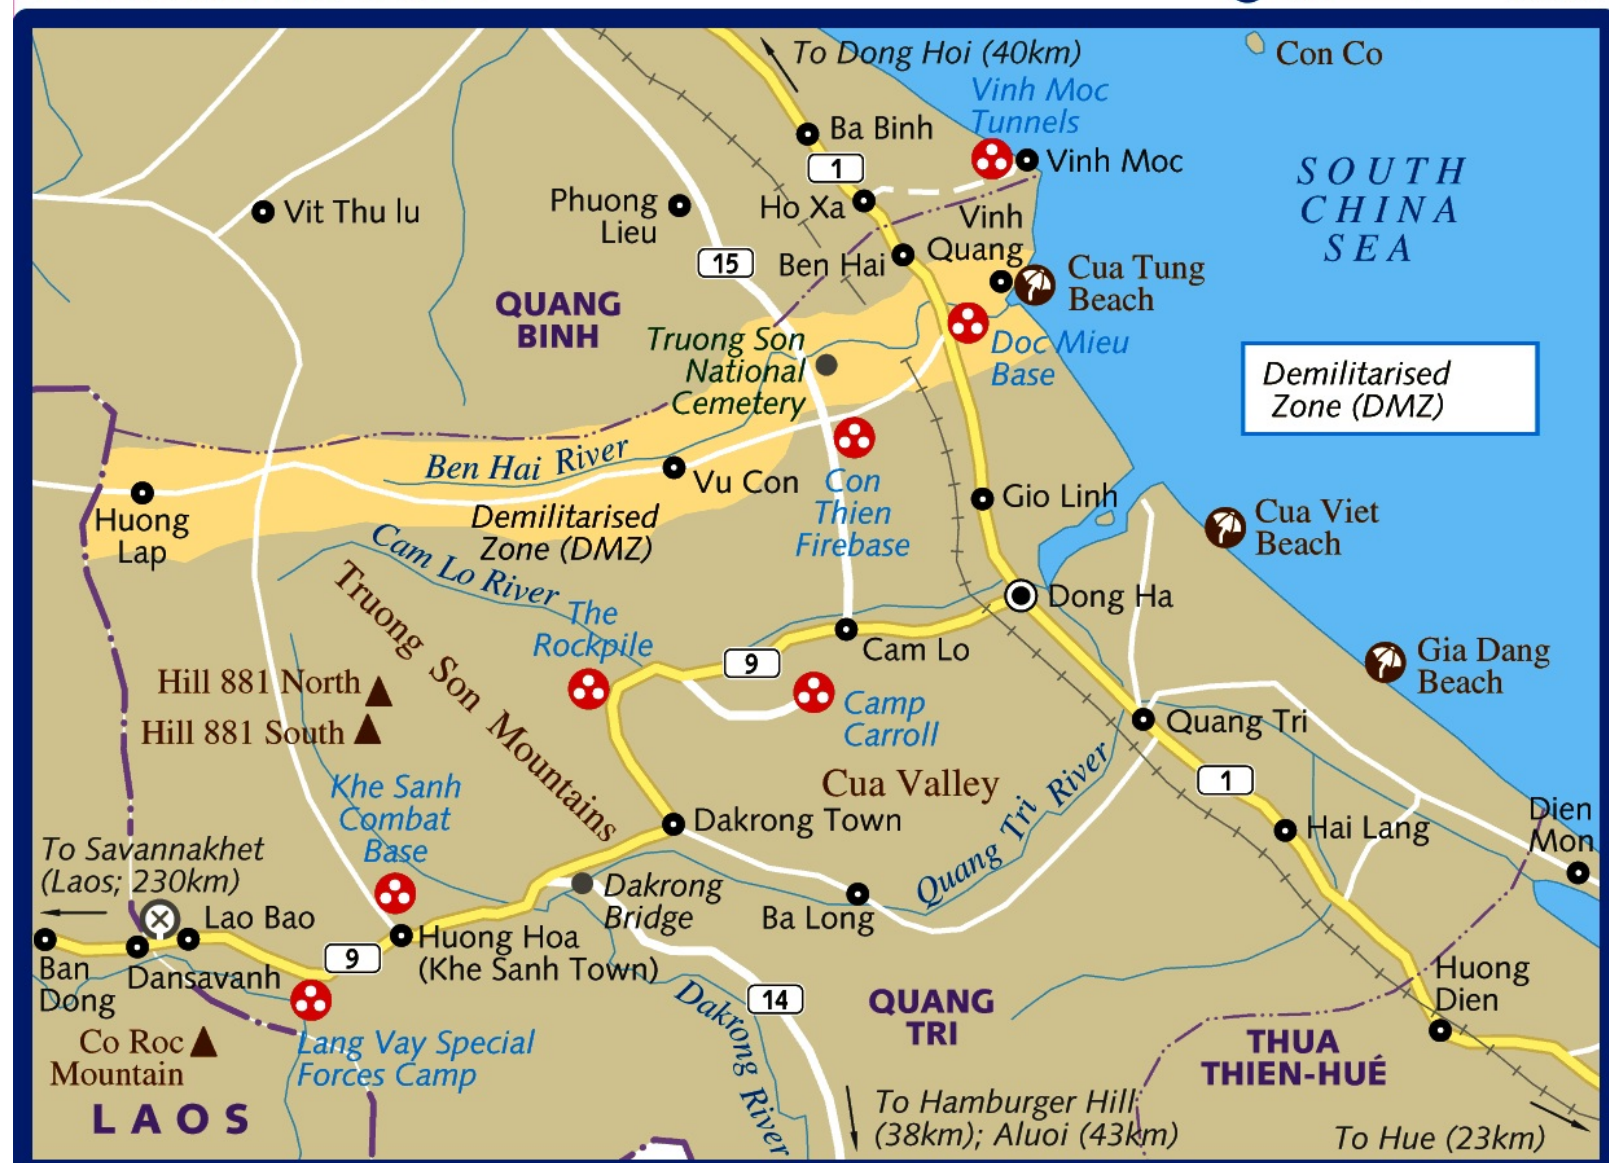 To Dong Hoi (40km)
Con Co
Vinh Moc
Tunnels
Ba Binh
Vinh Moc
1
SOUTH
CHINA
SEA
Vit Thu lu
Phuong
Lieu
Ho Xa
Vinh
Quang
15
Ben Hai
Cua Tung
Beach
QUANG
BINH
Truong Son
National
Cemetery
Doc Mieu
Base
Demilitarised
Zone (DMZ)
Ben Hai River
Vu Con
Con
Thien
Firebase
Gio Linh
Huong
Lap
Demilitarised
Zone (DMZ)
Cua Viet
Beach
Cam Lo River
Truong Son Mountains
The
Rockpile
Dong Ha
Cam Lo
9
Gia Dang
Beach
Hill 881 North
Hill 881 South
Camp
Carroll
Quang Tri
Cua Valley
Khe Sanh
Combat
Base
1
Quang Tri River
Dakrong Town
Hai Lang
Dien
Mon
To Savannakhet
(Laos; 230km)
Dakrong
Bridge
Ba Long
Lao Bao
Huong Hoa
(Khe Sanh Town)
9
Ban
Dong
Dansavanh
Dakrong River
14
QUANG
TRI
Huong
Dien
Co Roc
Mountain
Lang Vay Special
Forces Camp
THUA
THIEN-HUÉ
LAOS
To Hamburger Hill
(38km); Aluoi (43km)
To Hue (23km)